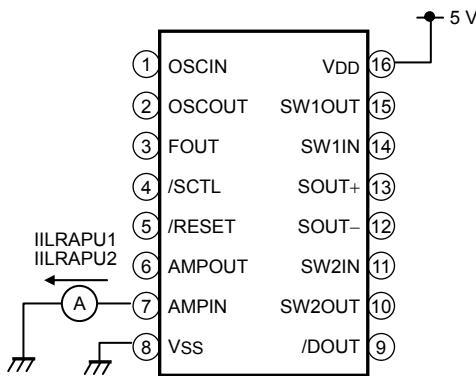 5 V
1 OSCIN VDD 16
2 OSCOUT SW1OUT 15
3 FOUT SW1IN 14
4 /SCTL SOUT+ 13
5 /RESET SOUT− 12
IILRAPU1
IILRAPU2
6 AMPOUT SW2IN 11
A 7 AMPIN SW2OUT 10
8 VSS /DOUT 9